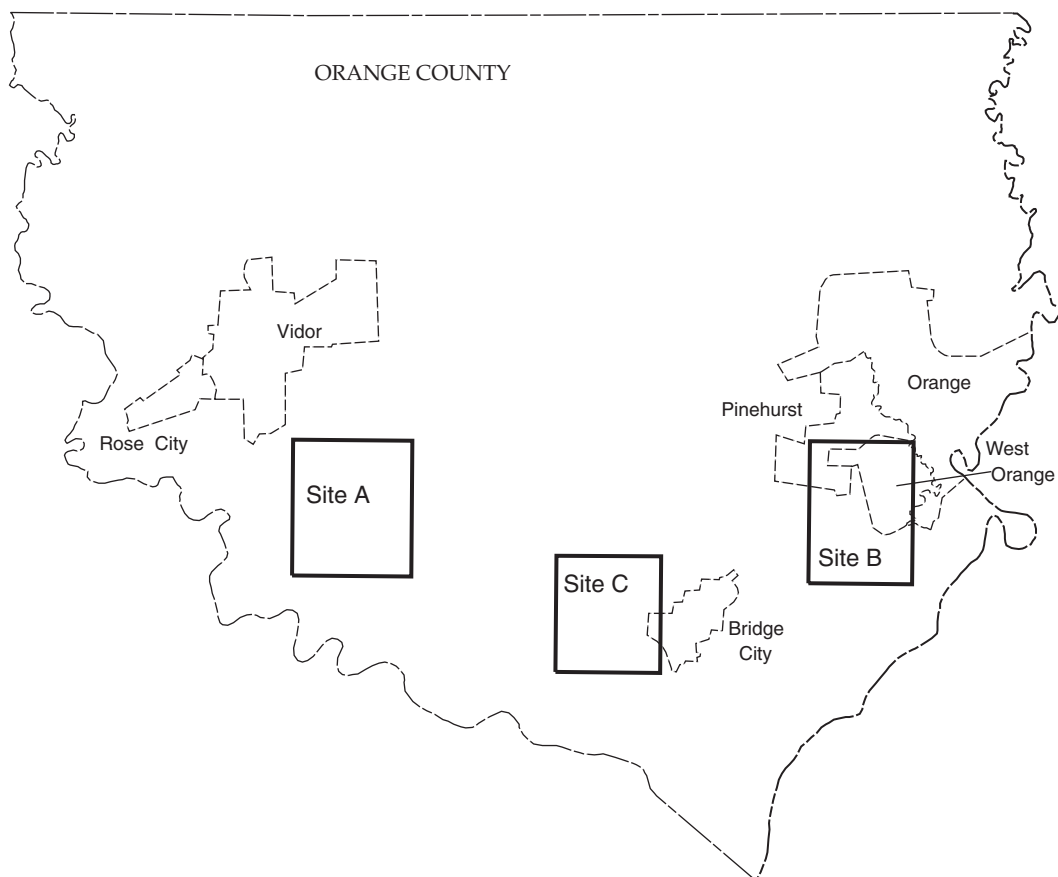 ORANGE COUNTY
Vidor
Orange
Pinehurst
Rose City
West
Orange
Site A
Site B
Site C
Bridge
City